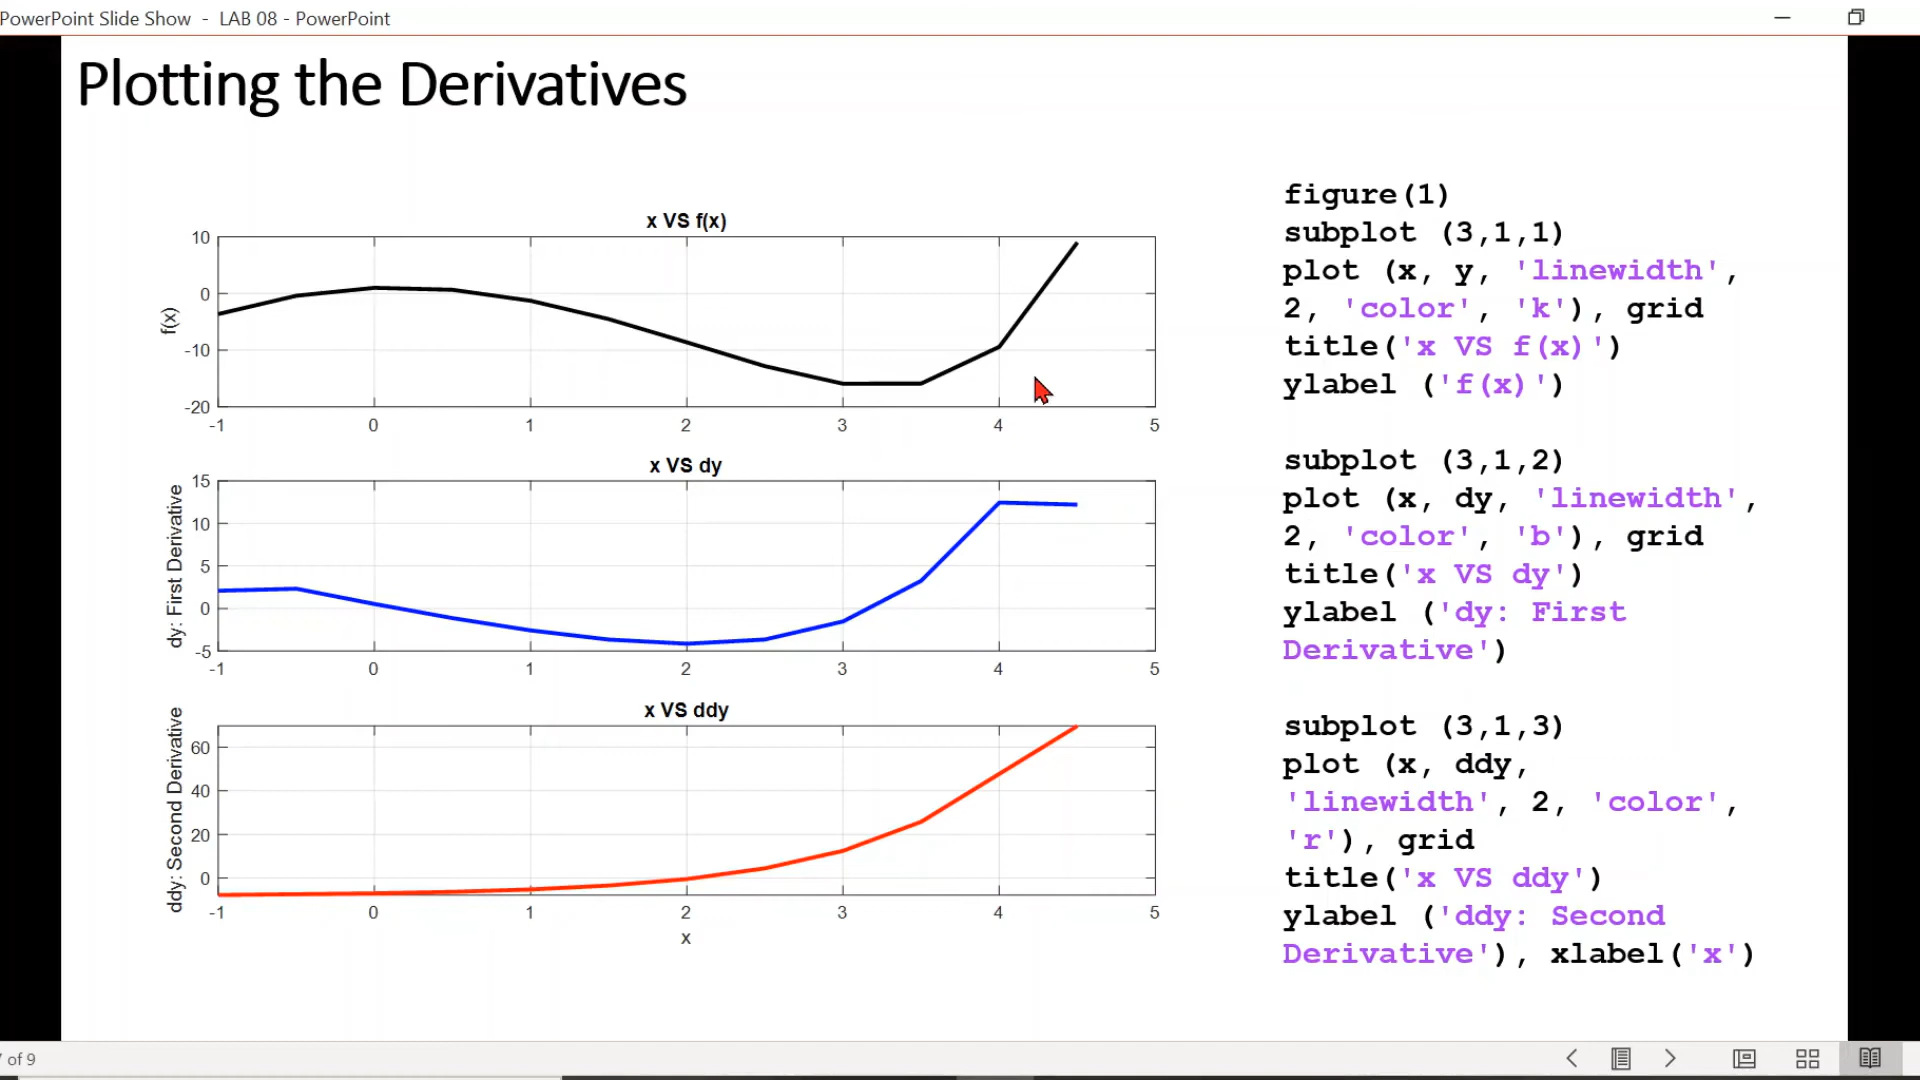 PowerPoint Slide Show - LAB 08 - PowerPoint
Plotting the Derivatives
x VS f(x)
f(x)
10
0
-10
-20
-1 0 1 2 3 4 5
x VS dy
dy: First Derivative
15
10
5
0
-5
-1 0 1 2 3 4 5
x VS ddy
ddy: Second Derivative
60
40
20
0
-1 0 1 2 3 4 5
x
figure(1)
subplot (3,1,1)
plot (x, y, 'linewidth',
2, 'color', 'k'), grid
title('x VS f(x)')
ylabel ('f(x)')
subplot (3,1,2)
plot (x, dy, 'linewidth',
2, 'color', 'b'), grid
title('x VS dy')
ylabel ('dy: First
Derivative')
subplot (3,1,3)
plot (x, ddy,
'linewidth', 2, 'color',
'r'), grid
title('x VS ddy')
ylabel ('ddy: Second
Derivative'), xlabel('x')
of 9